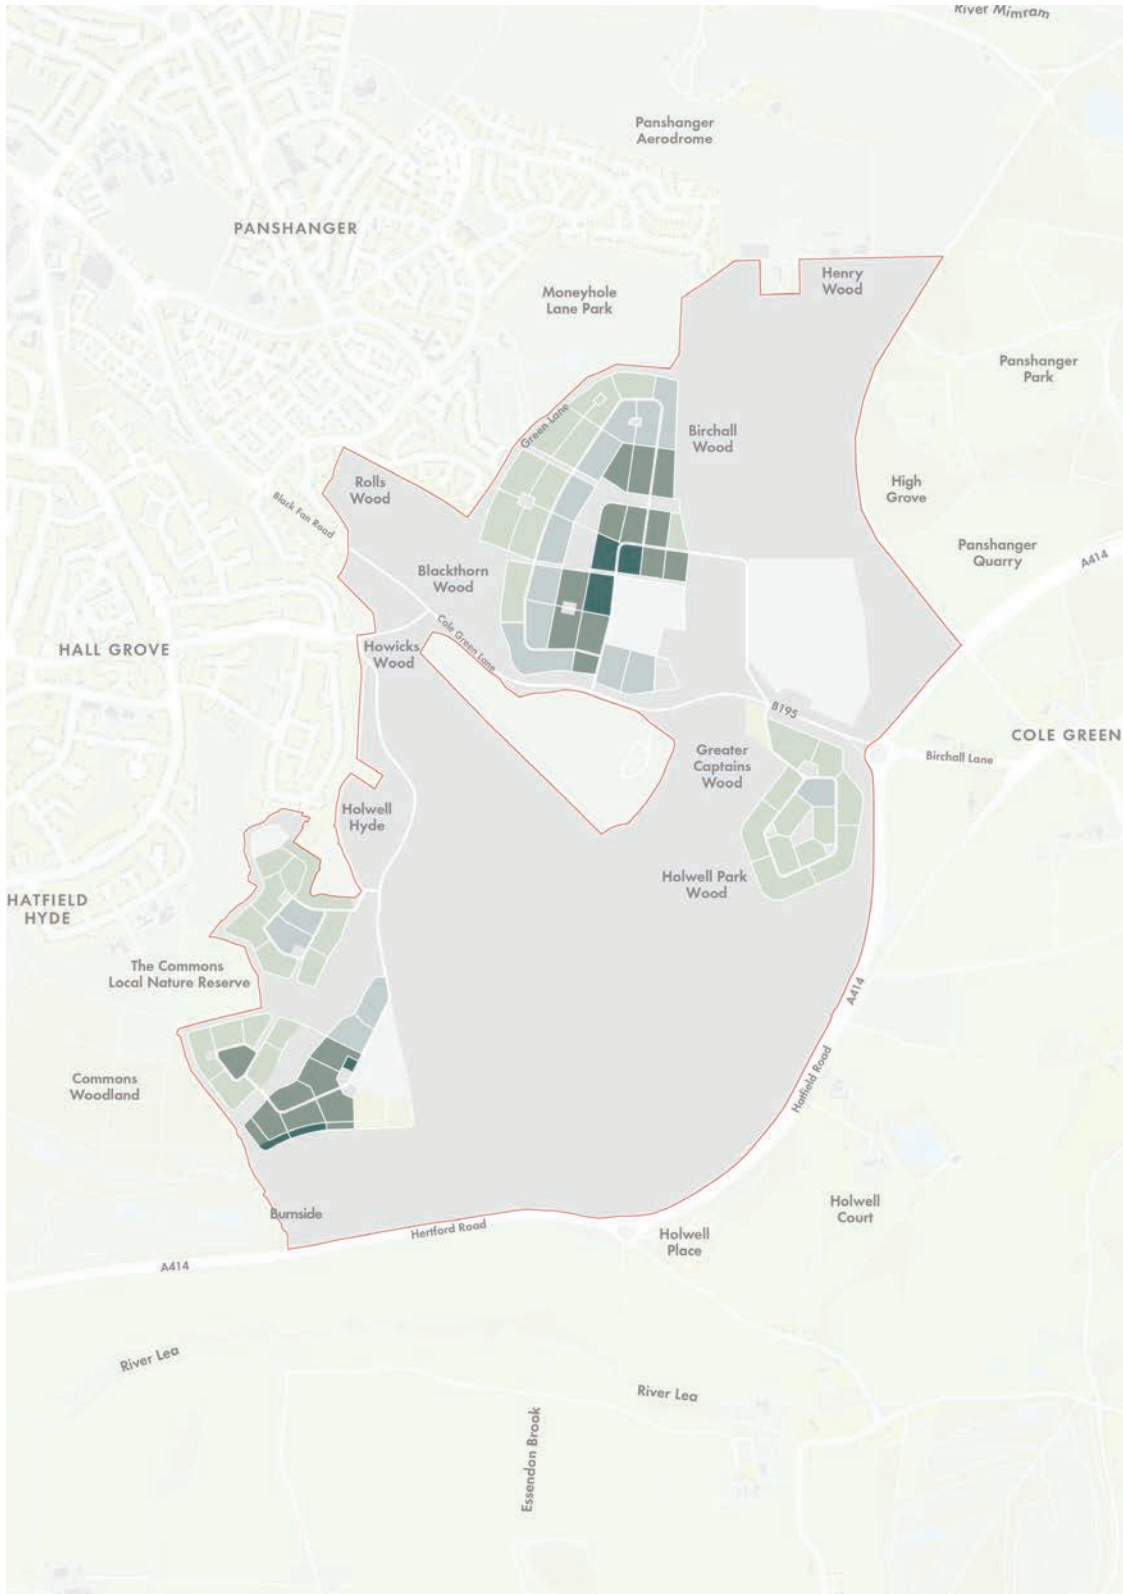 River Mimram
Panshanger
Aerodrome
PANSHANGER
Henry
Wood
Moneyhole
Lane Park
Panshanger
Park
Green Lane
Birchall
Wood
Rolls
Wood
High
Grove
Black Fan Road
Panshanger
Quarry
A414
Blackthorn
Wood
Cole Green Lane
HALL GROVE
Howicks
Wood
B195
COLE GREEN
Greater
Captains
Wood
Birchall Lane
Holwell
Hyde
Holwell Park
Wood
HATFIELD
HYDE
The Commons
Local Nature Reserve
A414
Commons
Woodland
Hatfield Road
Burnside
Holwell
Court
Hertford Road
Holwell
Place
A414
River Lea
River Lea
Essendon Brook